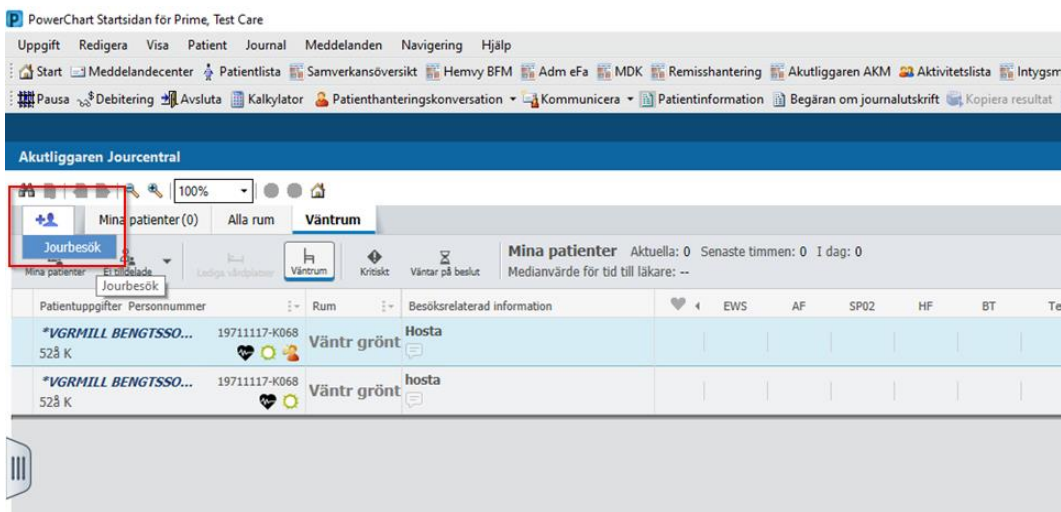 PowerChart Startsidan för Prime, Test Care
Uppgift Redigera Visa Patient Journal Meddelanden Navigering Hjälp
Start Meddelandecenter Patientlista Samverkansöversikt Hemvy BFM Adm eFa MDK Remisshantering Akutliggaren AKM Aktivitetslista Intygsm
Pausa Debitering Avsluta Kalkylator Patienthanteringskonversation Kommunicera Patientinformation Begäran om journalutskrift Kopiera resultat
Akutliggaren Jourcentral
100%
Mina patienter (0) Alla rum Väntrum
Jourbesök
Mina patienter Ej tilldelade Lediga vårdplatser Väntrum Kritiskt Väntar på beslut
Mina patienter Aktuella: 0 Senaste timmen: 0 I dag: 0
Medianvärde för tid till läkare: --
Jourbesök
Patientuppgifter Personnummer Rum Besöksrelaterad information EWS AF SP02 HF BT Te
*VGRMILL BENGTSSO... 19711117-K068 Väntr grönt Hosta
52å K
*VGRMILL BENGTSSO... 19711117-K068 Väntr grönt hosta
52å K